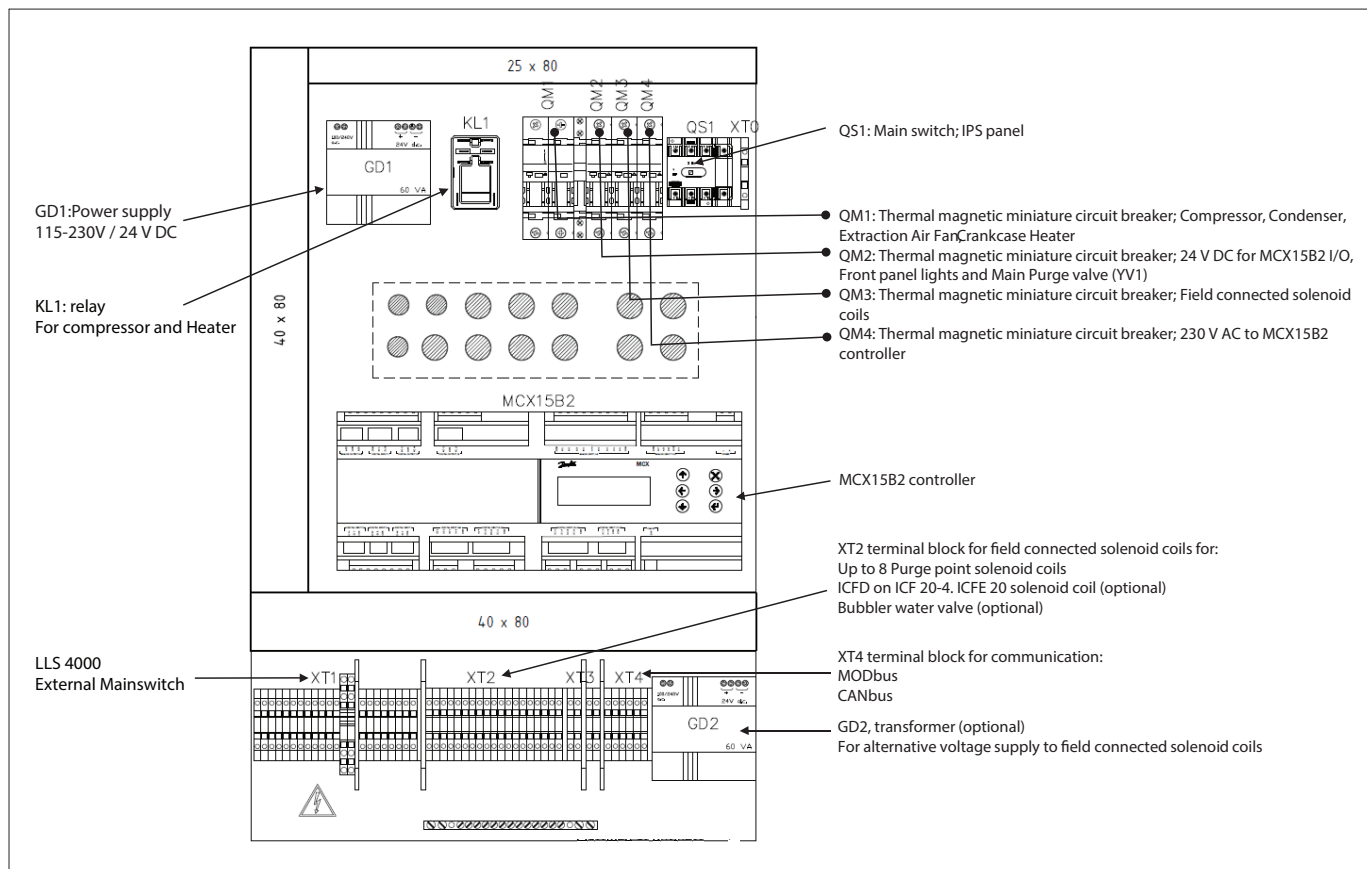 25 x 80
QM1
QM2
QM3
QM4
KL1
QS1
XT0
GD1
24V d.c.
60 VA
40 x 80
QS1: Main switch; IPS panel
GD1:Power supply
115-230V / 24 V DC
KL1: relay
For compressor and Heater
QM1: Thermal magnetic miniature circuit breaker; Compressor, Condenser,
Extraction Air Fan,Crankcase Heater
QM2: Thermal magnetic miniature circuit breaker; 24 V DC for MCX15B2 I/O,
Front panel lights and Main Purge valve (YV1)
QM3: Thermal magnetic miniature circuit breaker; Field connected solenoid
coils
QM4: Thermal magnetic miniature circuit breaker; 230 V AC to MCX15B2
controller
MCX15B2
Danfoss
MCX
MCX15B2 controller
XT2 terminal block for field connected solenoid coils for:
Up to 8 Purge point solenoid coils
ICFD on ICF 20-4. ICFE 20 solenoid coil (optional)
Bubbler water valve (optional)
40 x 80
LLS 4000
External Mainswitch
XT1
XT2
XT3
XT4
XT4 terminal block for communication:
MODbus
CANbus
24V d.c.
GD2
60 VA
GD2, transformer (optional)
For alternative voltage supply to field connected solenoid coils